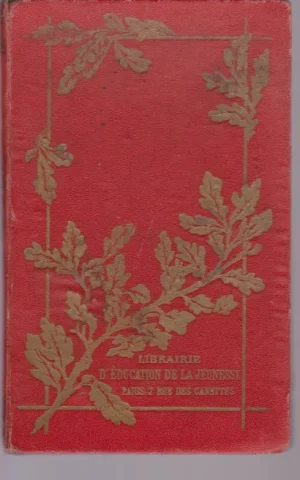 LIBRAIRIE
D'ÉDUCATION DE LA JEUNESSE
PARIS. 7 RUE DES CANETTES